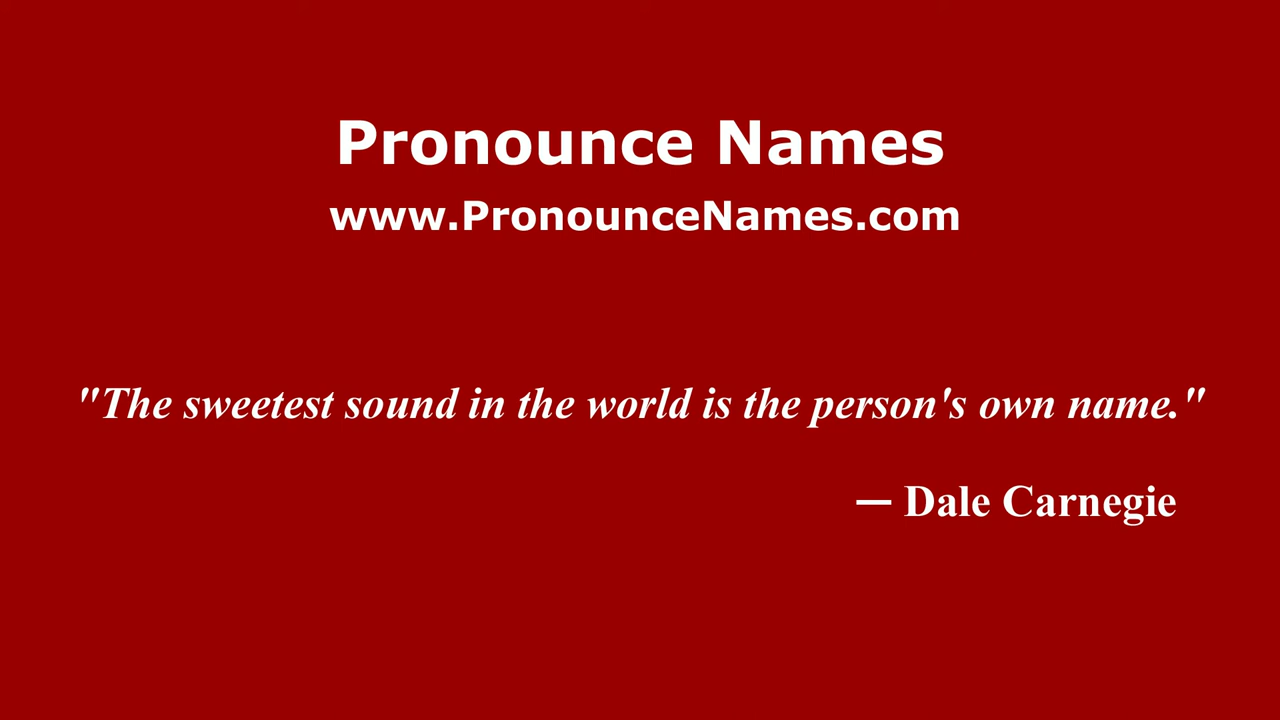 Pronounce Names
www.PronounceNames.com
"The sweetest sound in the world is the person's own name."
— Dale Carnegie